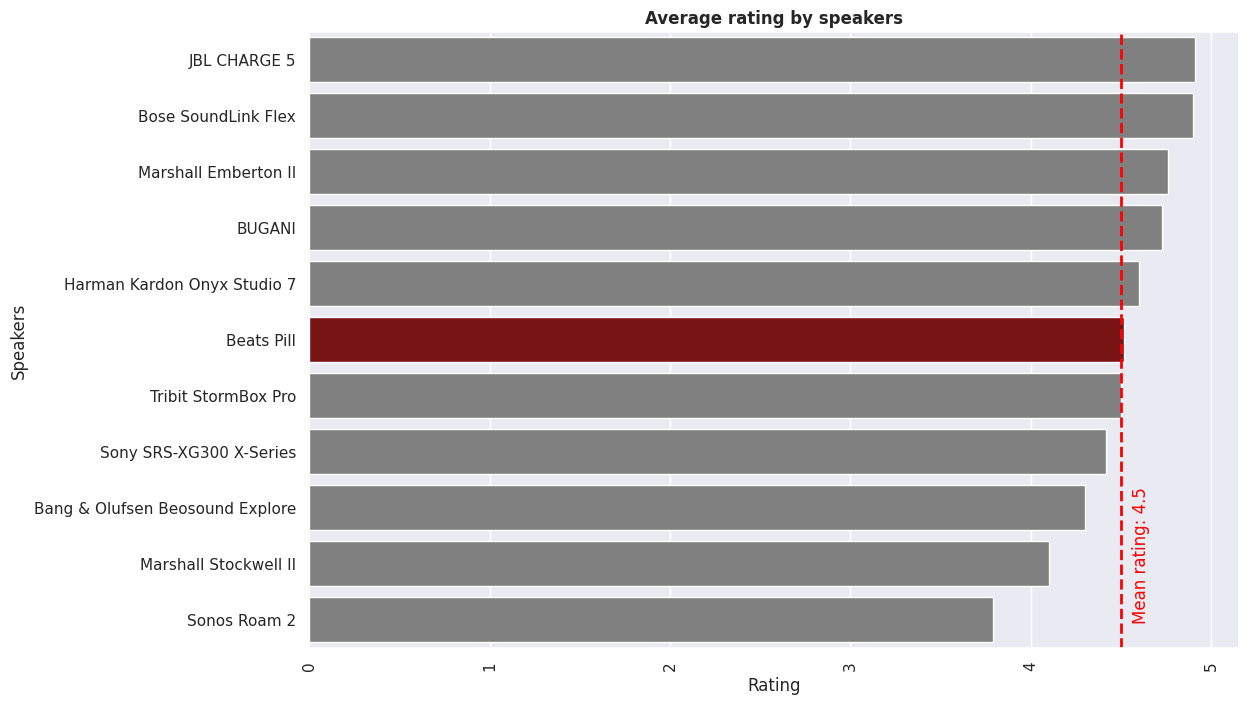 Average rating by speakers
Speakers
JBL CHARGE 5
Bose SoundLink Flex
Marshall Emberton II
BUGANI
Harman Kardon Onyx Studio 7
Beats Pill
Tribit StormBox Pro
Sony SRS-XG300 X-Series
Bang & Olufsen Beosound Explore
Marshall Stockwell II
Sonos Roam 2
Mean rating: 4.5
0
1
2
3
4
5
Rating